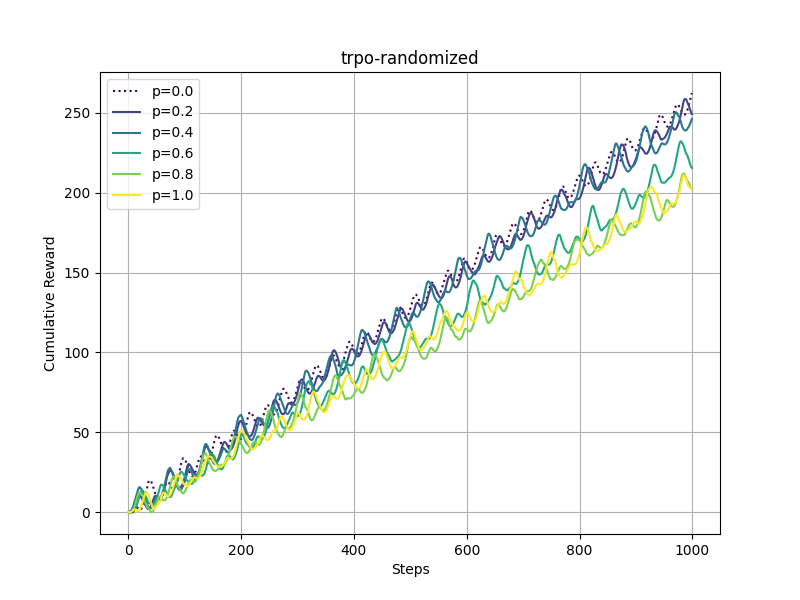 trpo-randomized
p=0.0
p=0.2
p=0.4
p=0.6
p=0.8
p=1.0
250
200
150
100
50
0
Cumulative Reward
0 200 400 600 800 1000
Steps